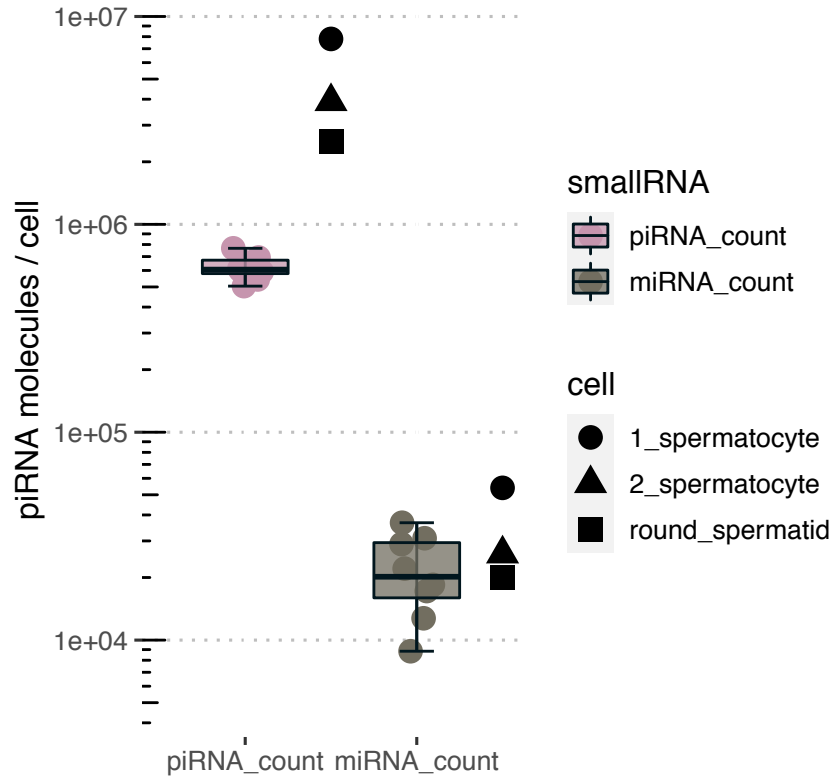 piRNA molecules / cell
1e+07
1e+06
1e+05
1e+04
piRNA_count miRNA_count
smallRNA
piRNA_count
miRNA_count
cell
1_spermatocyte
2_spermatocyte
round_spermatid